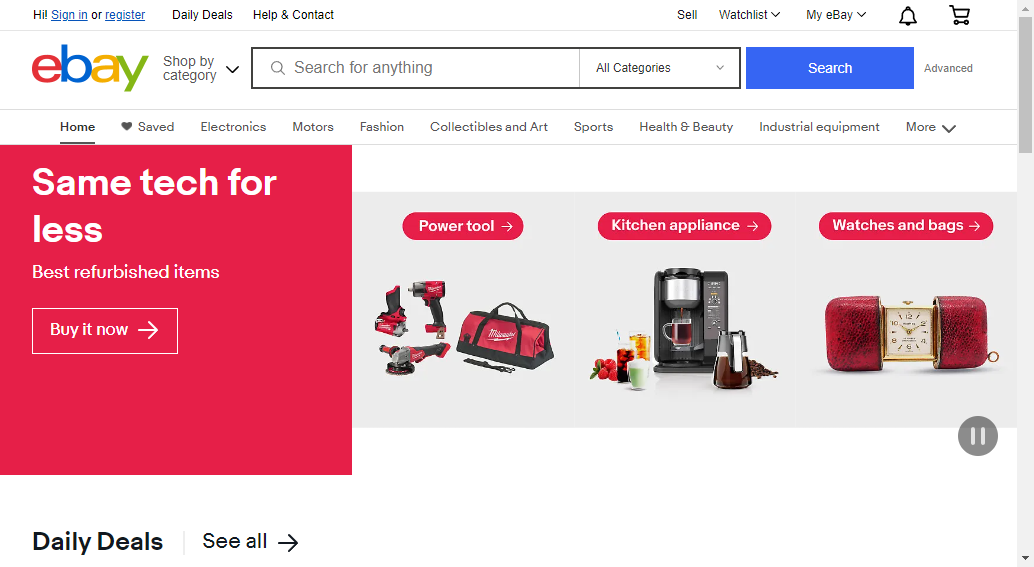 Hi! Sign in or register
Daily Deals
Help & Contact
Sell
Watchlist
My eBay
ebay
Shop by
category
Search for anything
All Categories
Search
Advanced
Home
Saved
Electronics
Motors
Fashion
Collectibles and Art
Sports
Health & Beauty
Industrial equipment
More
Same tech for
less
Best refurbished items
Buy it now
Power tool
Kitchen appliance
Watches and bags
Milwaukee
Daily Deals
See all